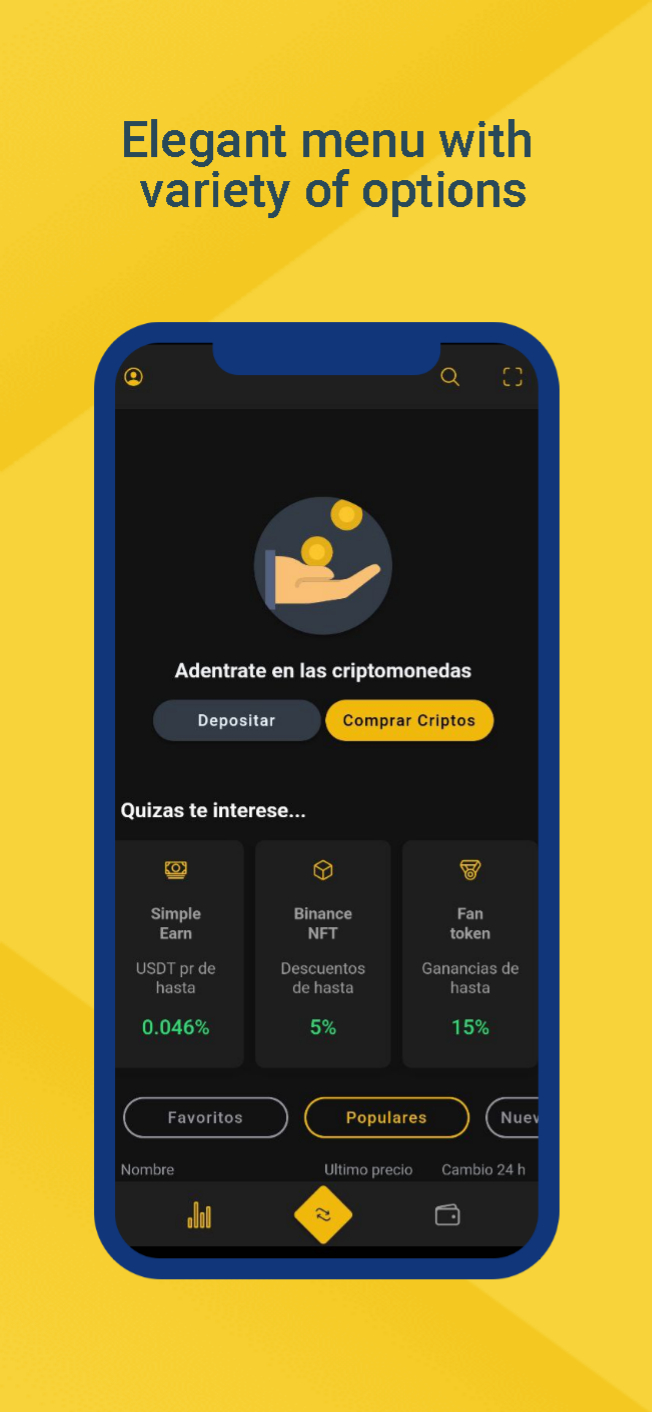 Elegant menu with
variety of options
Adentrate en las criptomonedas
Depositar
Comprar Criptos
Quizas te interese...
Simple
Earn
USDT pr de
hasta
0.046%
Binance
NFT
Descuentos
de hasta
5%
Fan
token
Ganancias de
hasta
15%
Favoritos
Populares
Nuev
Nombre
Ultimo precio
Cambio 24 h